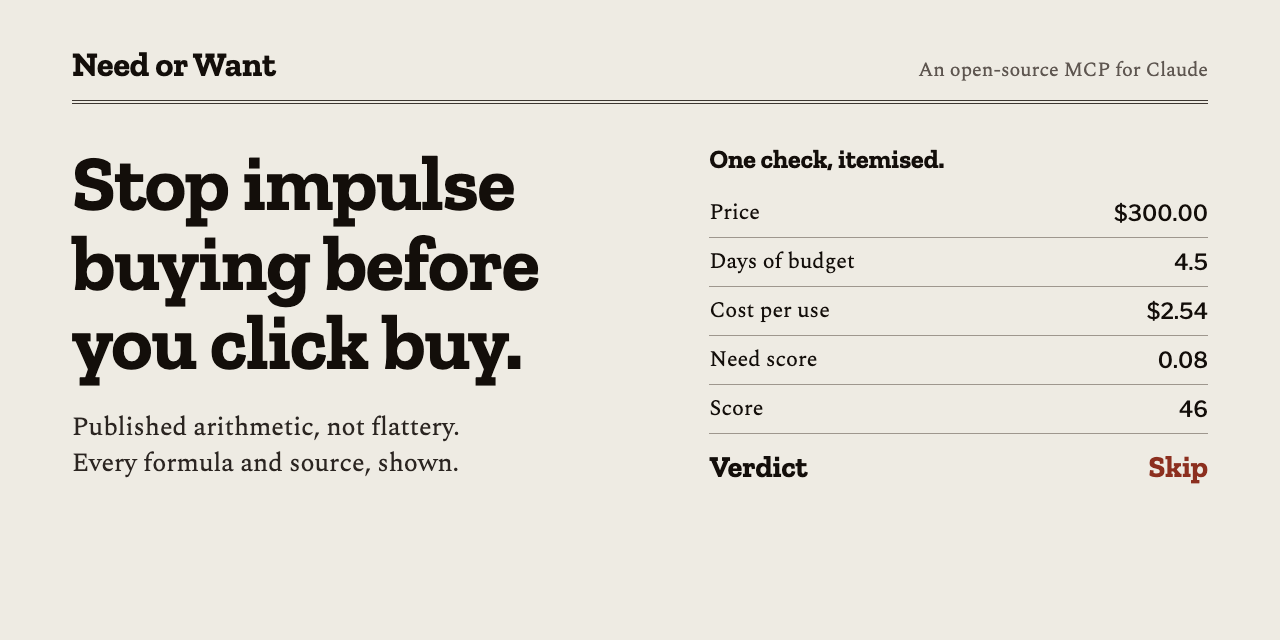 Need or Want
An open-source MCP for Claude
Stop impulse
buying before
you click buy.
Published arithmetic, not flattery.
Every formula and source, shown.
One check, itemised.
Price $300.00
Days of budget 4.5
Cost per use $2.54
Need score 0.08
Score 46
Verdict Skip